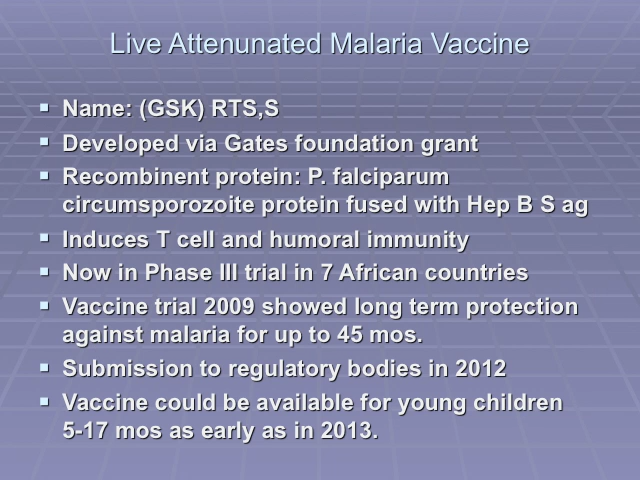 Live Attenunated Malaria Vaccine
Name: (GSK) RTS,S
Developed via Gates foundation grant
Recombinent protein: P. falciparum
circumsporozoite protein fused with Hep B S ag
Induces T cell and humoral immunity
Now in Phase III trial in 7 African countries
Vaccine trial 2009 showed long term protection
against malaria for up to 45 mos.
Submission to regulatory bodies in 2012
Vaccine could be available for young children
5-17 mos as early as in 2013.